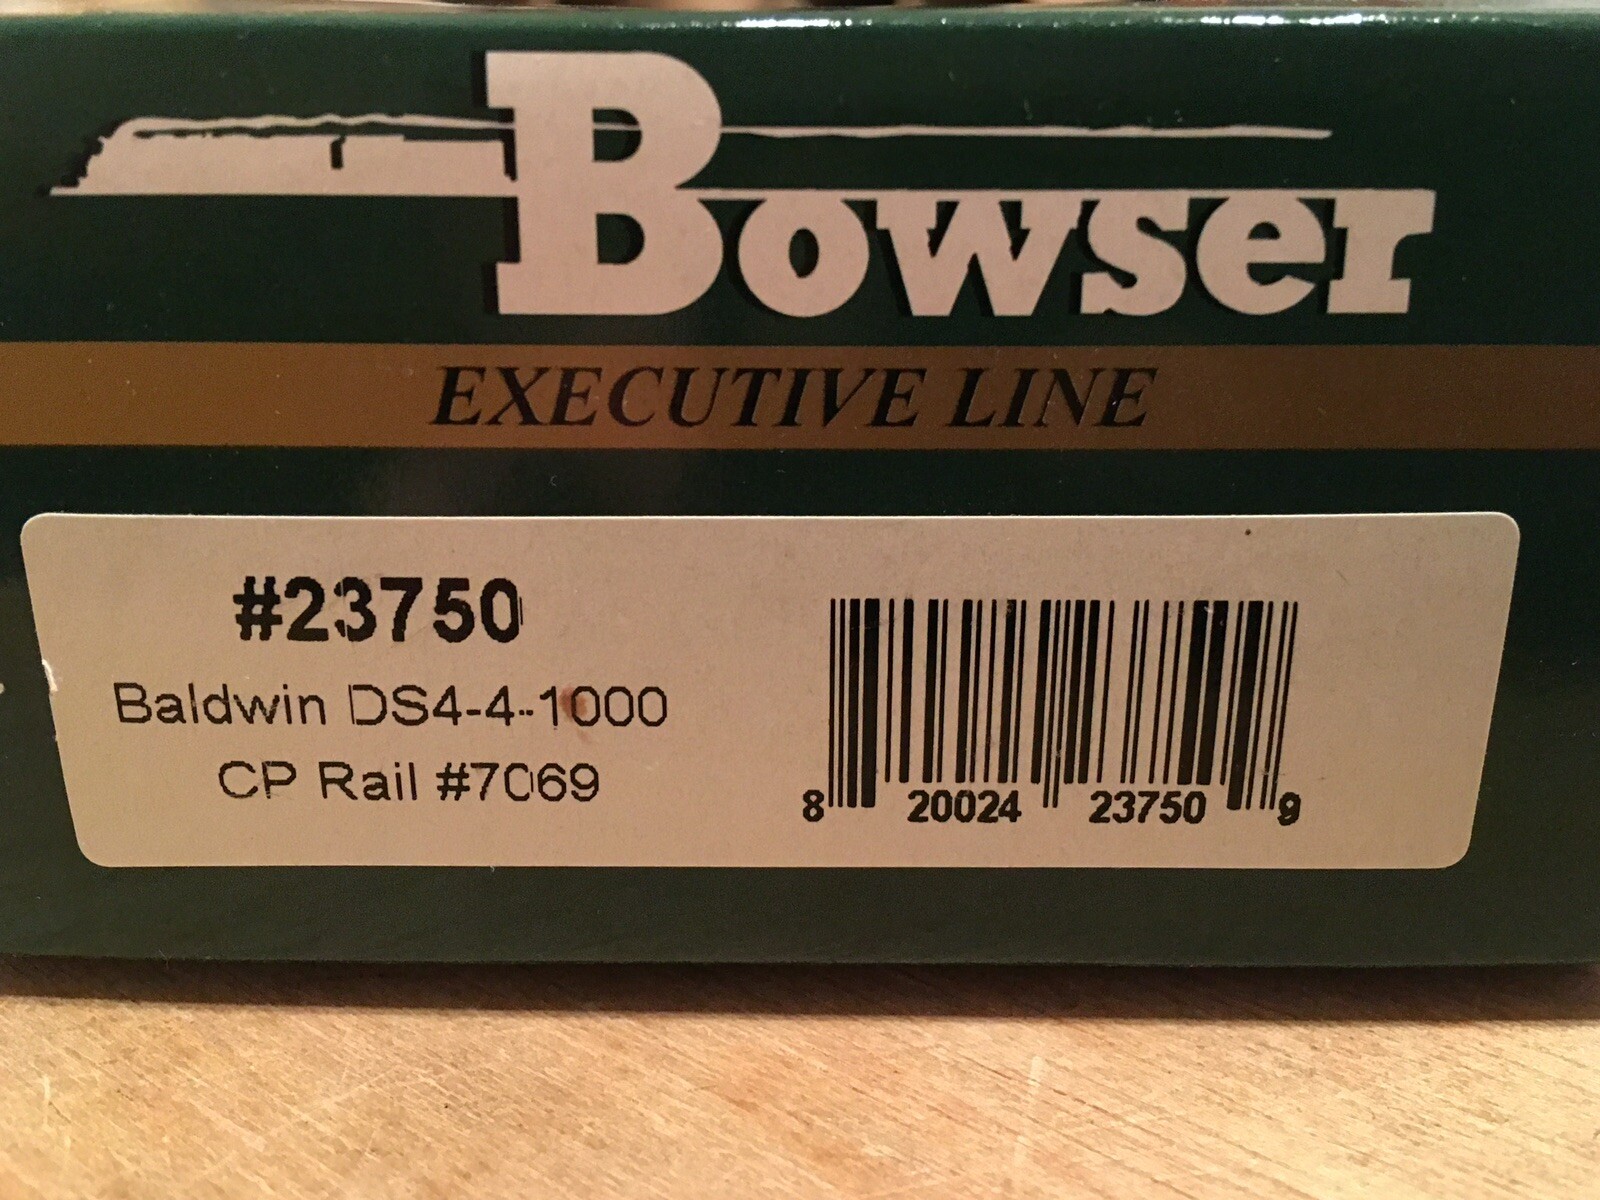 Bowser
EXECUTIVE LINE
#23750
Baldwin DS4-4-1000
CP Rail #7069
8 20024 23750 9